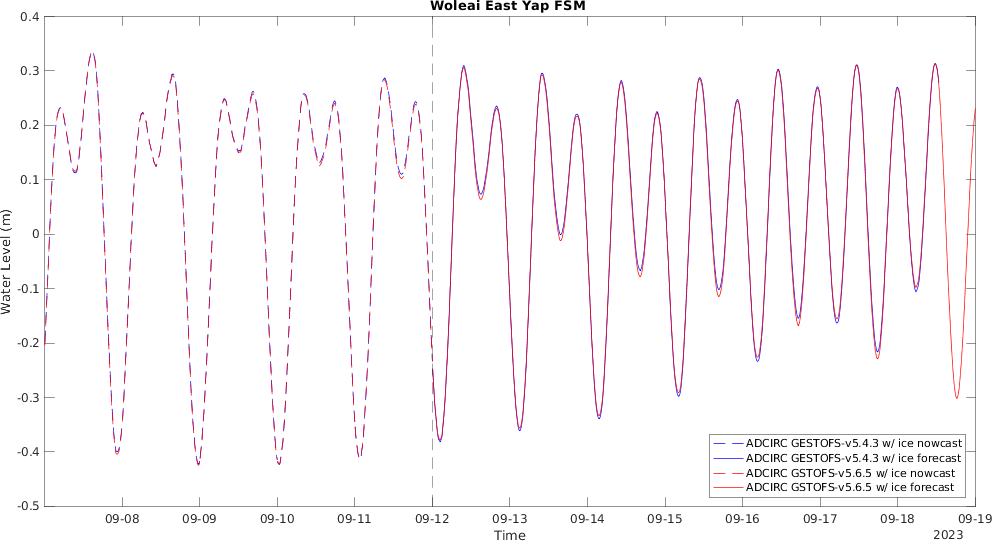 Woleai East Yap FSM
0.4
0.3
0.2
0.1
0
-0.1
-0.2
-0.3
-0.4
-0.5
Water Level (m)
ADCIRC GESTOFS-v5.4.3 w/ ice nowcast
ADCIRC GESTOFS-v5.4.3 w/ ice forecast
ADCIRC GSTOFS-v5.6.5 w/ ice nowcast
ADCIRC GSTOFS-v5.6.5 w/ ice forecast
09-08 09-09 09-10 09-11 09-12 09-13 09-14 09-15 09-16 09-17 09-18 09-19
Time
2023